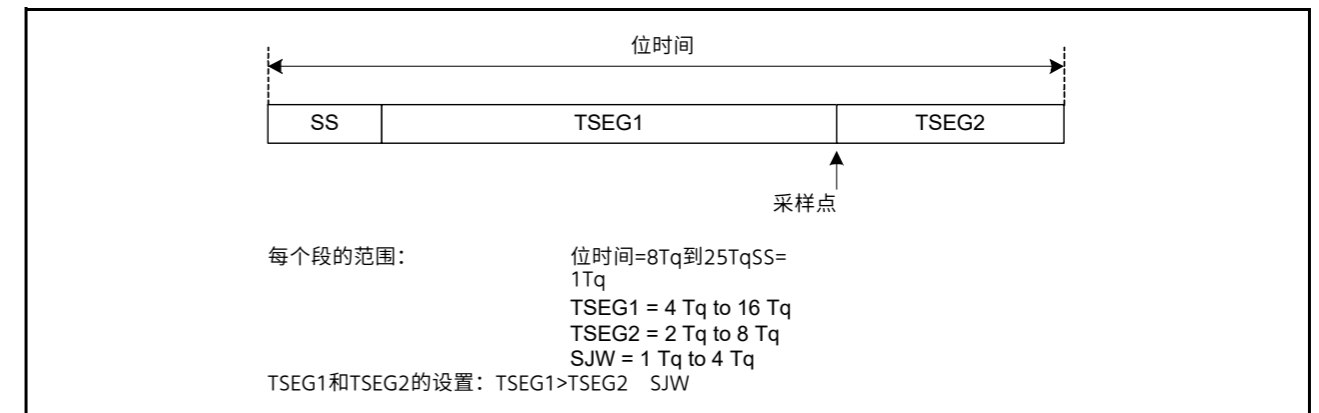 位时间
SS TSEG1 TSEG2
采样点
每个段的范围： 位时间=8Tq到25TqSS=
1Tq
TSEG1 = 4 Tq to 16 Tq
TSEG2 = 2 Tq to 8 Tq
SJW = 1 Tq to 4 Tq
TSEG1和TSEG2的设置：TSEG1>TSEG2 SJW